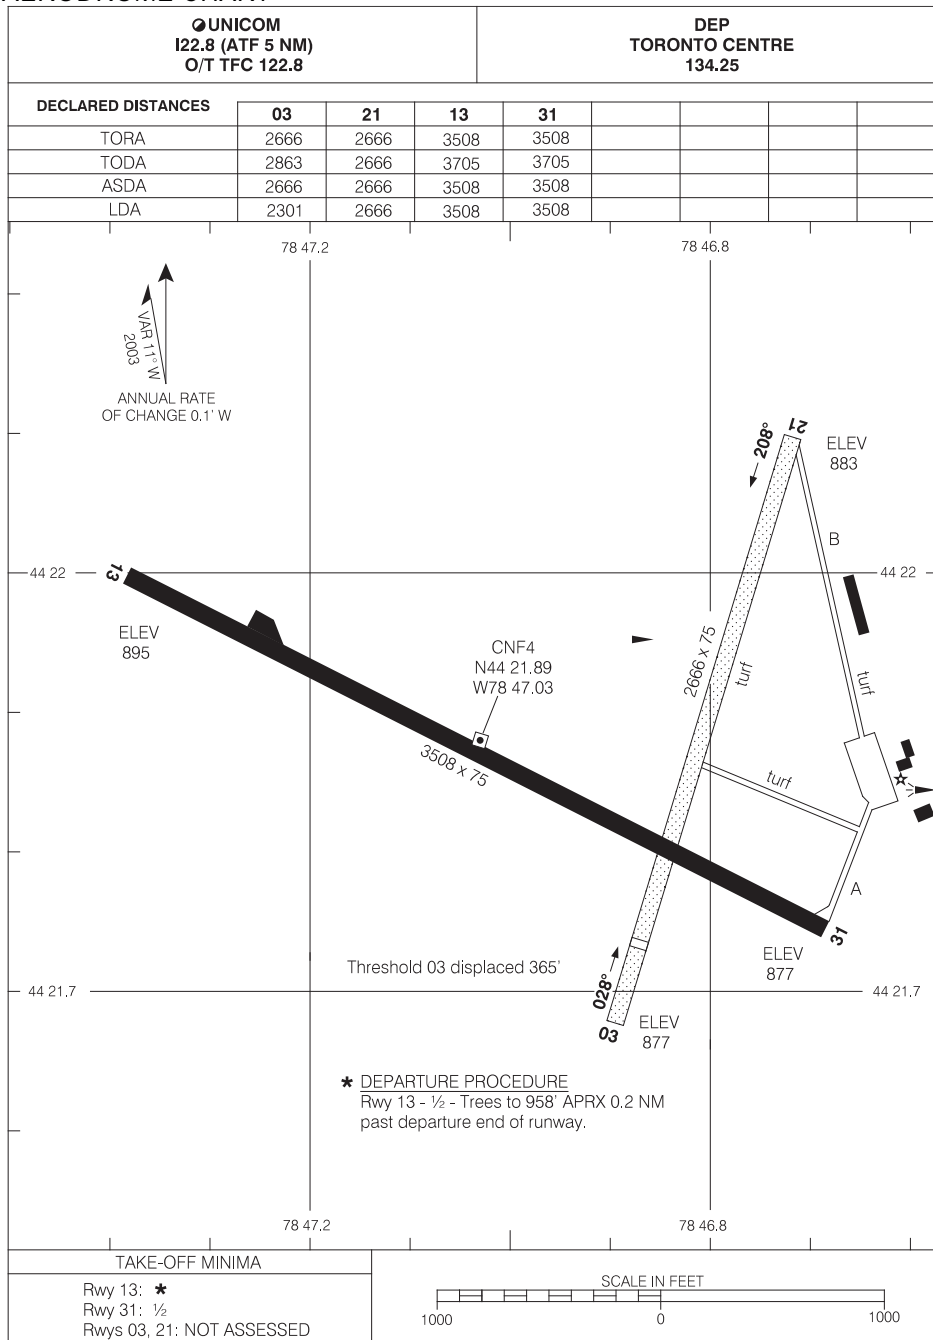 UNICOM
I22.8 (ATF 5 NM)
O/T TFC 122.8
DEP
TORONTO CENTRE
134.25
DECLARED DISTANCES 03 21 13 31
TORA 2666 2666 3508 3508
TODA 2863 2666 3705 3705
ASDA 2666 2666 3508 3508
LDA 2301 2666 3508 3508
78 47.2 78 46.8
VAR 11° W
2003
ANNUAL RATE
OF CHANGE 0.1' W
208°
21
ELEV
883
B
44 22
13
44 22
ELEV
895
CNF4
N44 21.89
W78 47.03
2666 x 75
turf
turf
3508 x 75
turf
A
31
ELEV
877
Threshold 03 displaced 365'
028°
44 21.7
44 21.7
03
ELEV
877
* DEPARTURE PROCEDURE
Rwy 13 - ½ - Trees to 958' APRX 0.2 NM
past departure end of runway.
78 47.2 78 46.8
TAKE-OFF MINIMA
Rwy 13: *
Rwy 31: ½
Rwys 03, 21: NOT ASSESSED
SCALE IN FEET
1000 0 1000